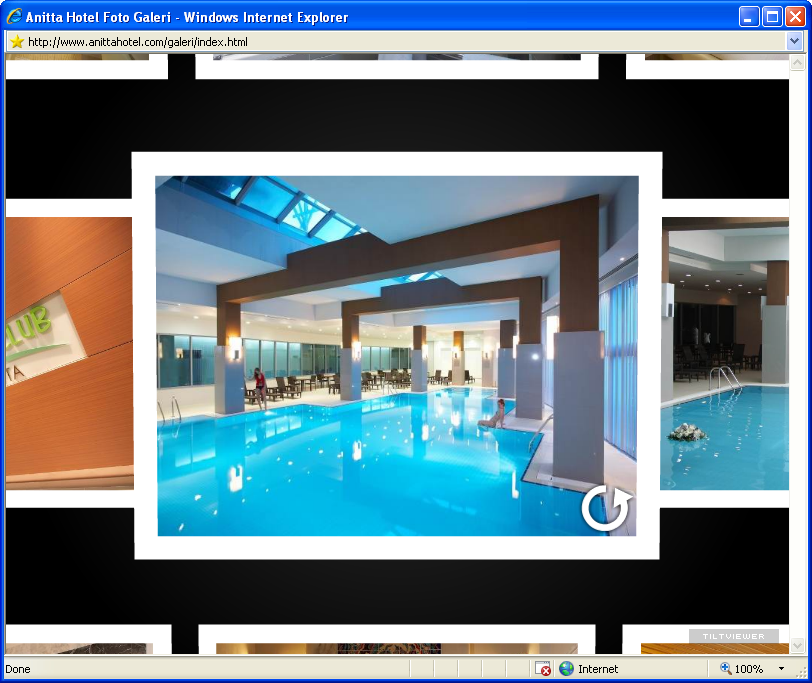 Anitta Hotel Foto Galeri - Windows Internet Explorer
http://www.anittahotel.com/galeri/index.html
CLUB
TA
TILTVIEWER
Done
Internet
100%